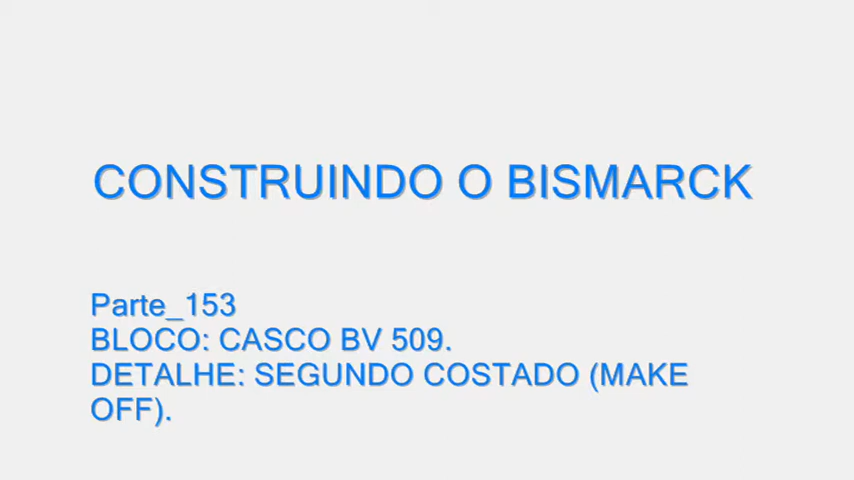 CONSTRUINDO O BISMARCK
Parte_153
BLOCO: CASCO BV 509.
DETALHE: SEGUNDO COSTADO (MAKE
OFF).